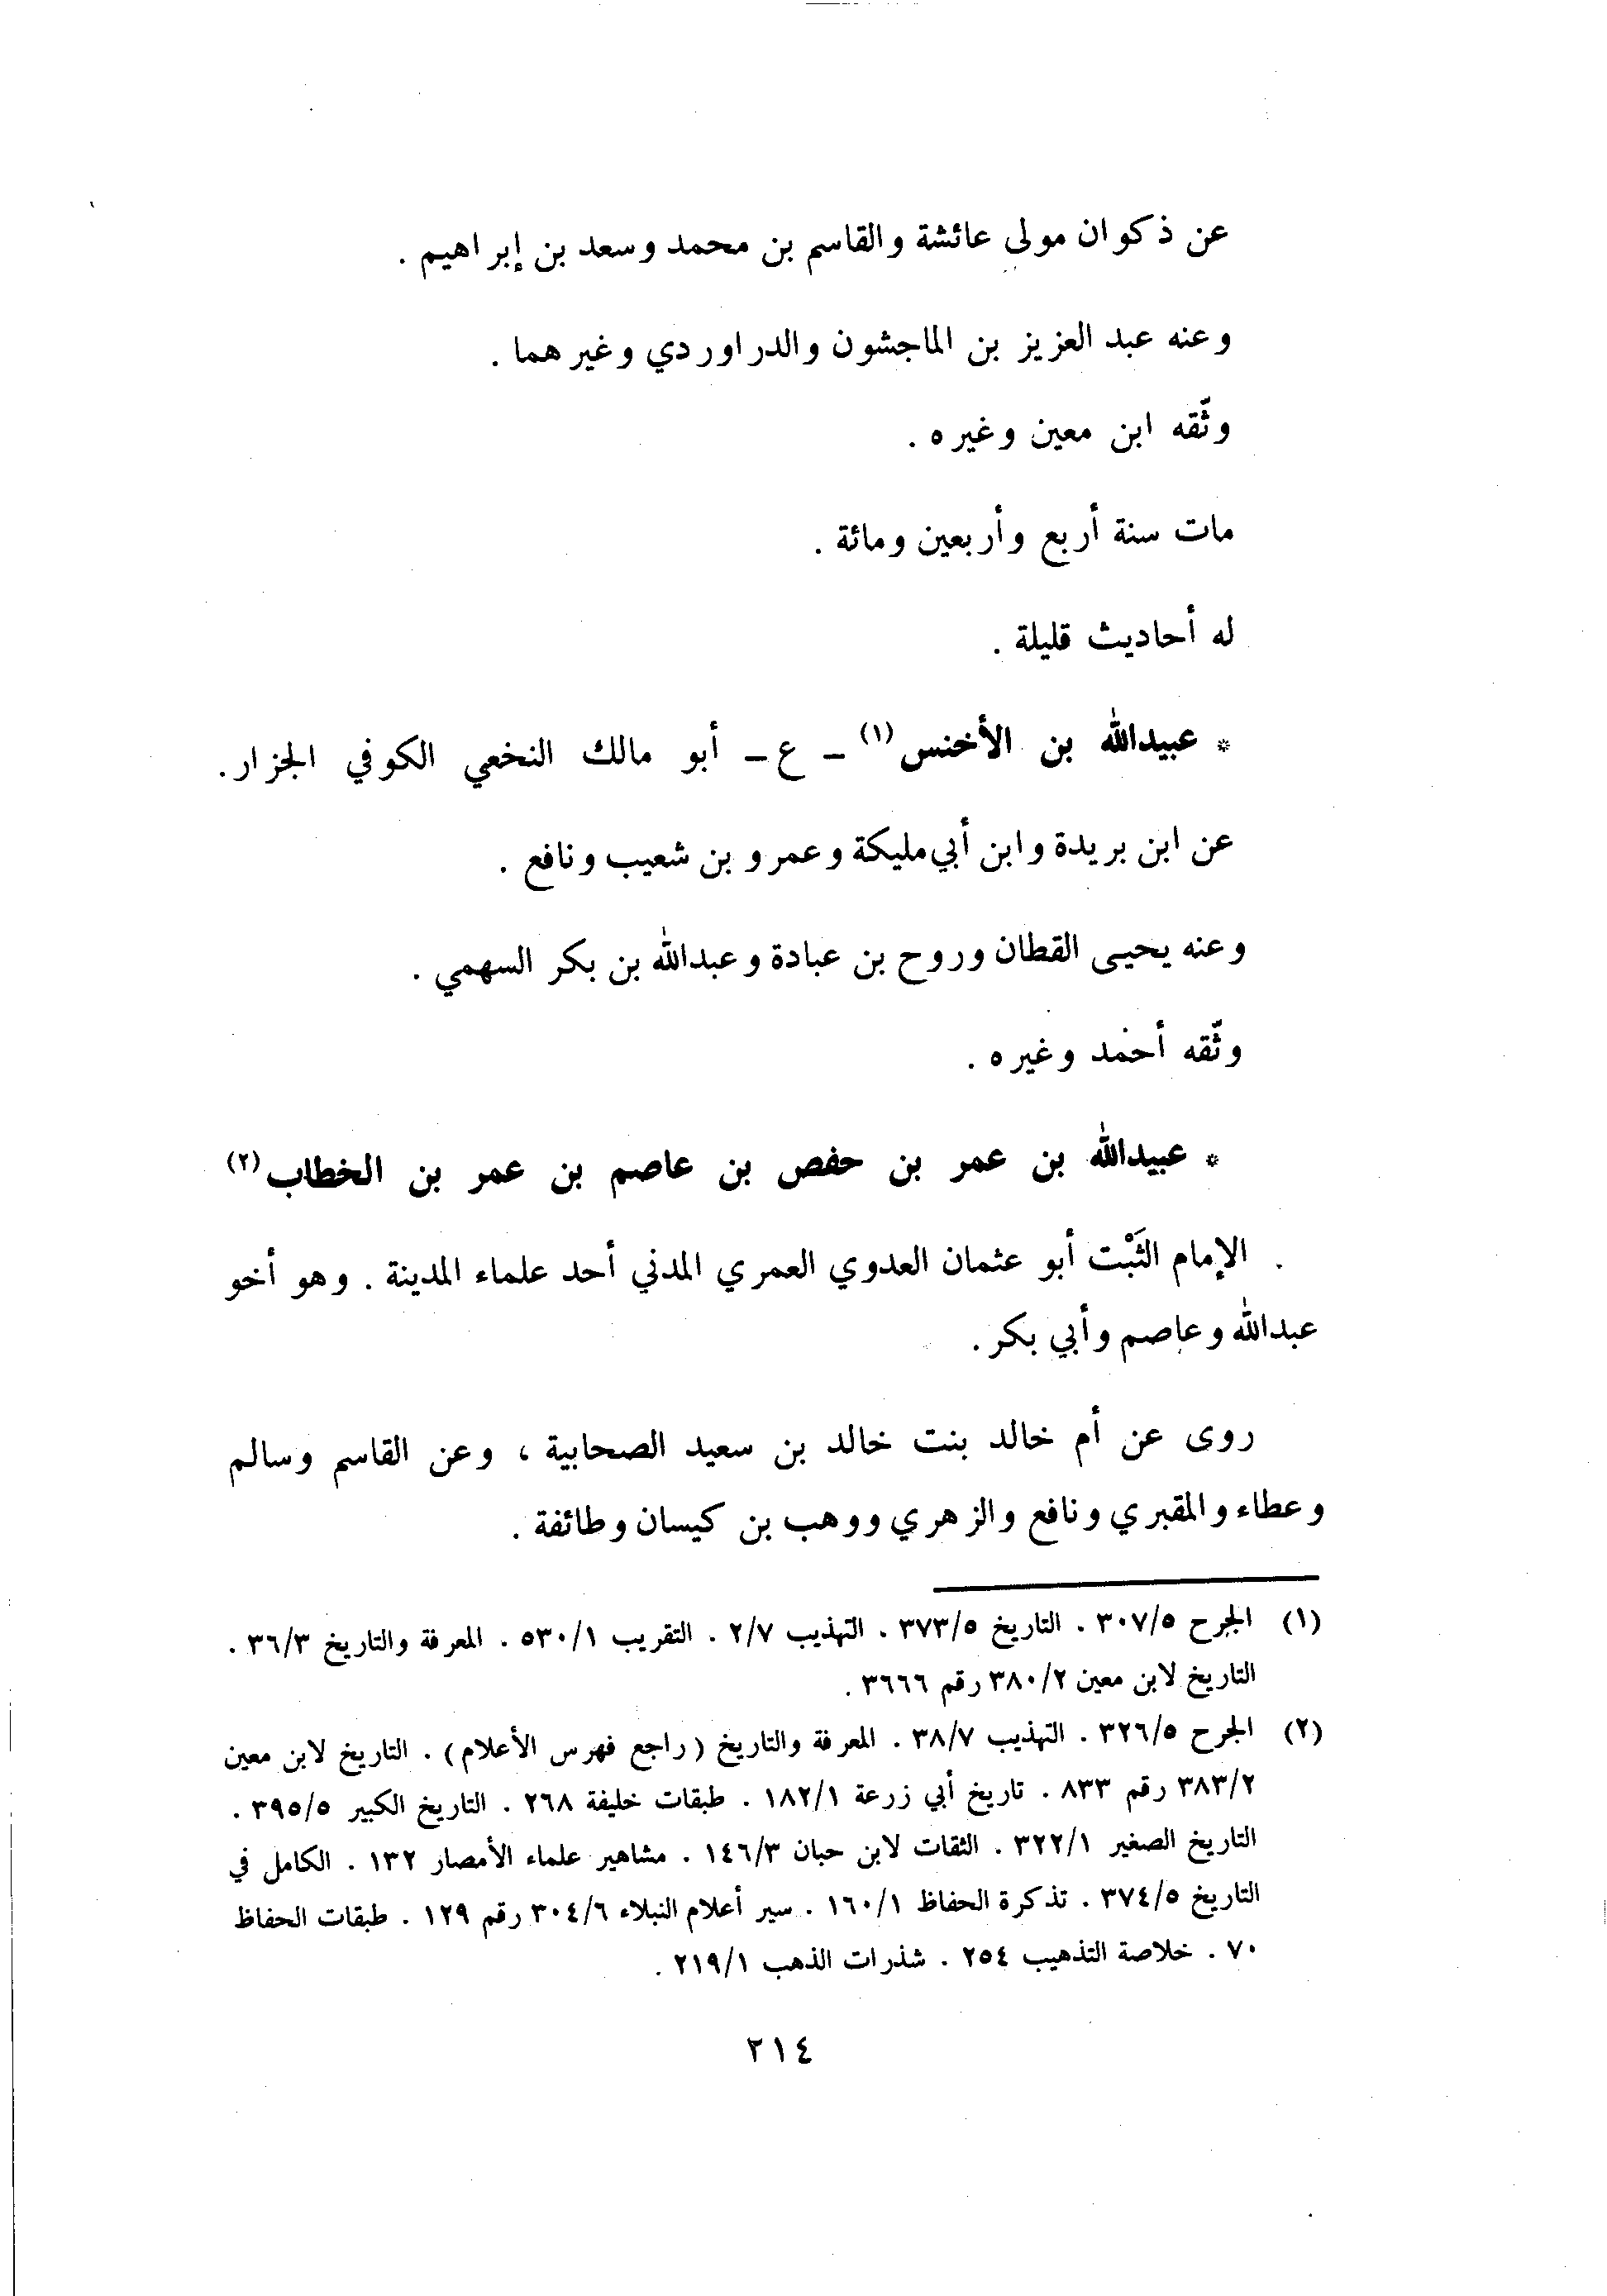 عن ذكوان مولى عائشة والقاسم بن محمد وسعد بن إبراهيم .
وعنه عبد العزيز بن الماجشون والدراوردي وغيرهما .
وثّقه ابن معين وغيره .
مات سنة أربع وأربعين ومائة .
له أحاديث قليلة .
* عبيدالله بن الأخنس (١) ـ ع ـ أبو مالك النخعي الكوفي الجزار .
عن ابن بريدة وابن أبي مليكة وعمرو بن شعيب ونافع .
وعنه يحيى القطان وروح بن عبادة وعبدالله بن بكر السهمي .
وثّقه أحمد وغيره .
* عبيدالله بن عمر بن حفص بن عاصم بن عمر بن الخطاب (٢)
. الإمام الثَبْت أبو عثمان العدوي العمري المدني أحد علماء المدينة . وهو أخو
عبدالله وعاصم وأبي بكر .
روى عن أم خالد بنت خالد بن سعيد الصحابية ، وعن القاسم وسالم
وعطاء والمقبري ونافع والزهري ووهب بن كيسان وطائفة .
(١) الجرح ٣٠٧/٥ . التاريخ ٣٧٣/٥ . التهذيب ٢/٧ . التقريب ٥٣٠/١ . المعرفة والتاريخ ٣٦/٣ .
التاريخ لابن معين ٣٨٠/٢ رقم ٣٦٦٦ .
(٢) الجرح ٣٢٦/٥ . التهذيب ٣٨/٧ . المعرفة والتاريخ (راجع فهرس الأعلام) . التاريخ لابن معين
٣٨٣/٢ رقم ٨٣٣ . تاريخ أبي زرعة ١٨٢/١ . طبقات خليفة ٢٦٨ . التاريخ الكبير ٣٩٥/٥ .
التاريخ الصغير ٣٢٢/١ . الثقات لابن حبان ١٤٦/٣ . مشاهير علماء الأمصار ١٣٢ . الكامل في
التاريخ ٣٧٤/٥ . تذكرة الحفاظ ١٦٠/١ . سير أعلام النبلاء ٣٠٤/٦ رقم ١٢٩ . طبقات الحفاظ
٧٠ . خلاصة التذهيب ٢٥٤ . شذرات الذهب ٢١٩/١ .
٢١٤